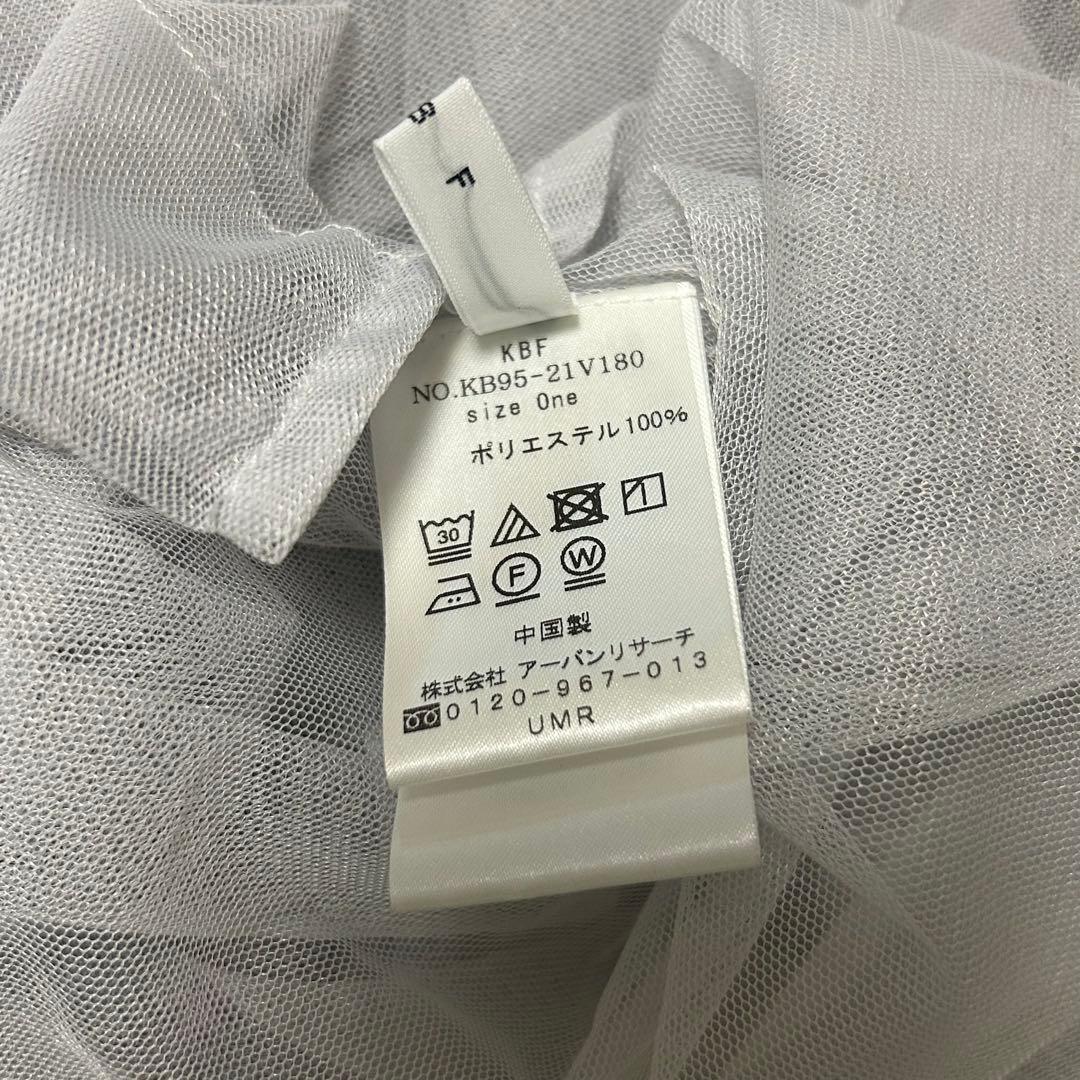 B
F
KBF
NO.KB95-21V180
size One
ポリエステル100%
30
F
W
中国製
株式会社 アーバンリサーチ
0120-967-013
UMR